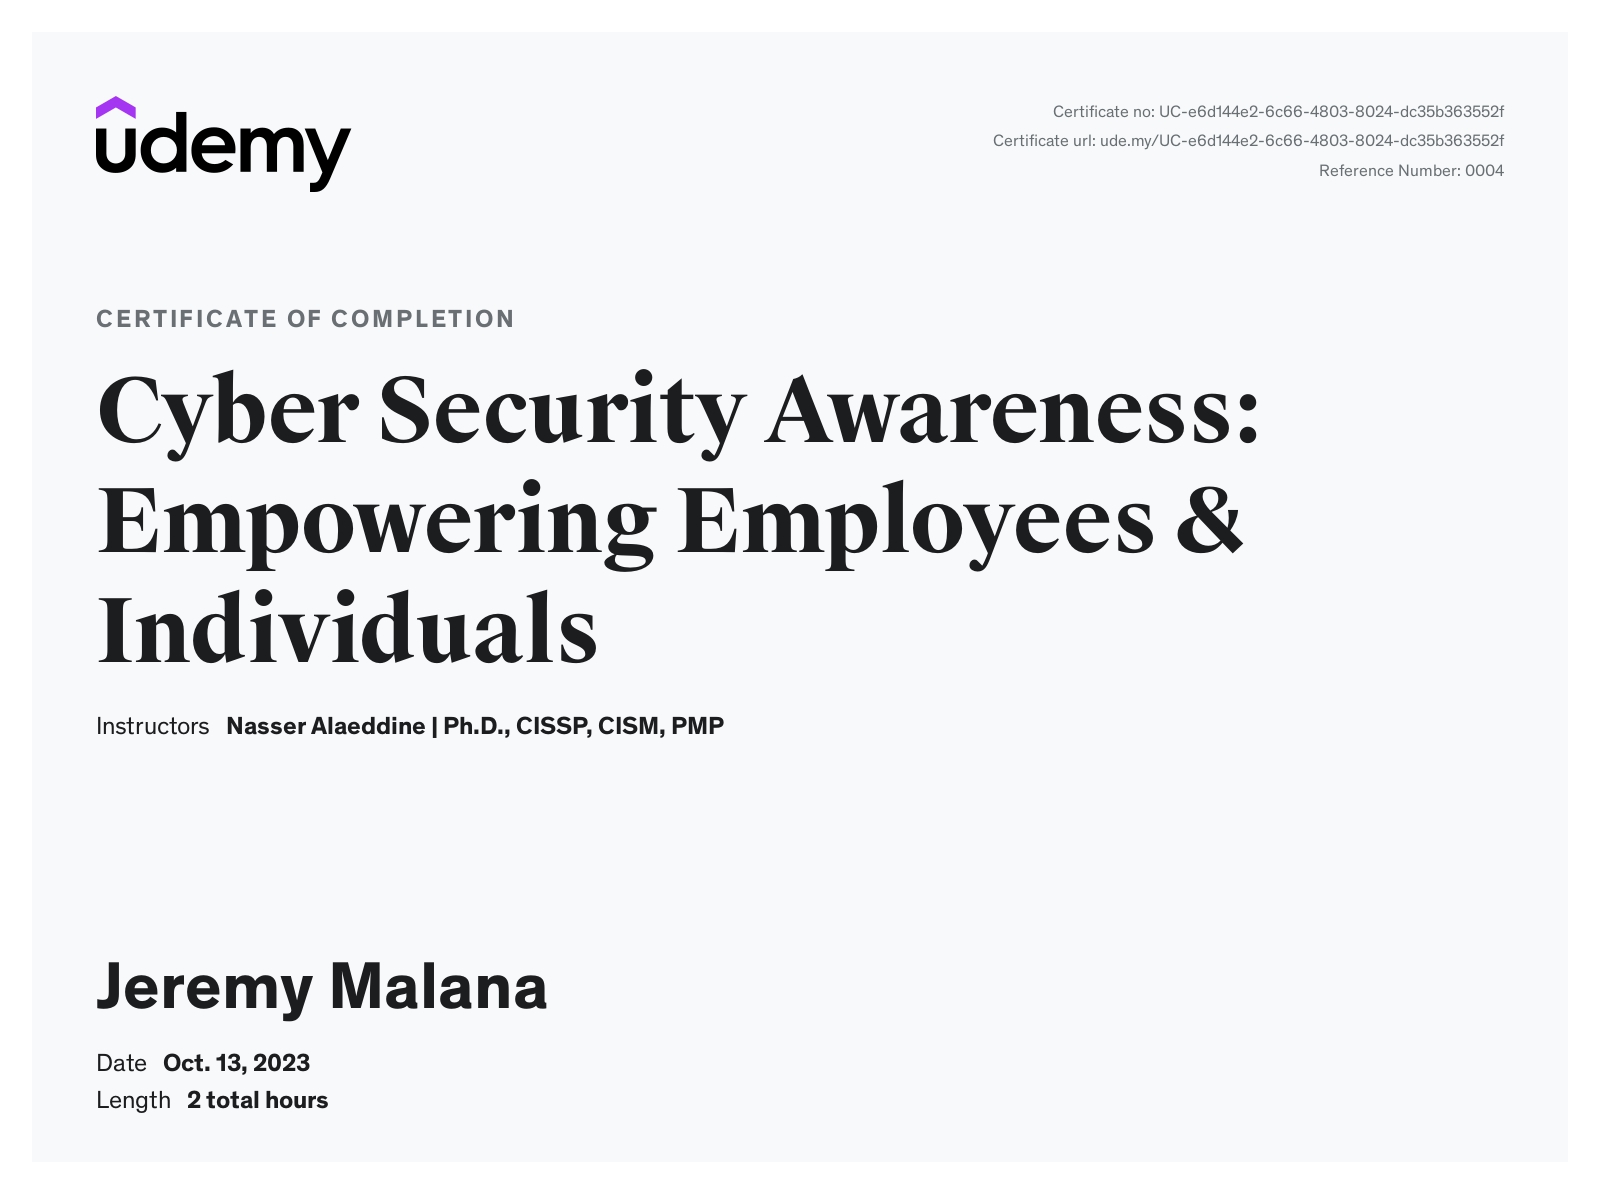 udemy
Certificate no: UC-e6d144e2-6c66-4803-8024-dc35b363552f
Certificate url: ude.my/UC-e6d144e2-6c66-4803-8024-dc35b363552f
Reference Number: 0004
CERTIFICATE OF COMPLETION
Cyber Security Awareness:
Empowering Employees &
Individuals
Instructors Nasser Alaeddine | Ph.D., CISSP, CISM, PMP
Jeremy Malana
Date Oct. 13, 2023
Length 2 total hours